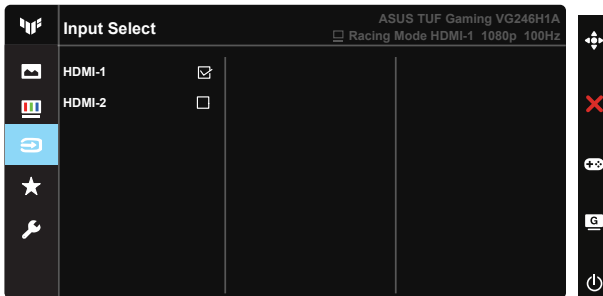 Input Select
ASUS TUF Gaming VG246H1A
Racing Mode HDMI-1 1080p 100Hz
HDMI-1
HDMI-2
G